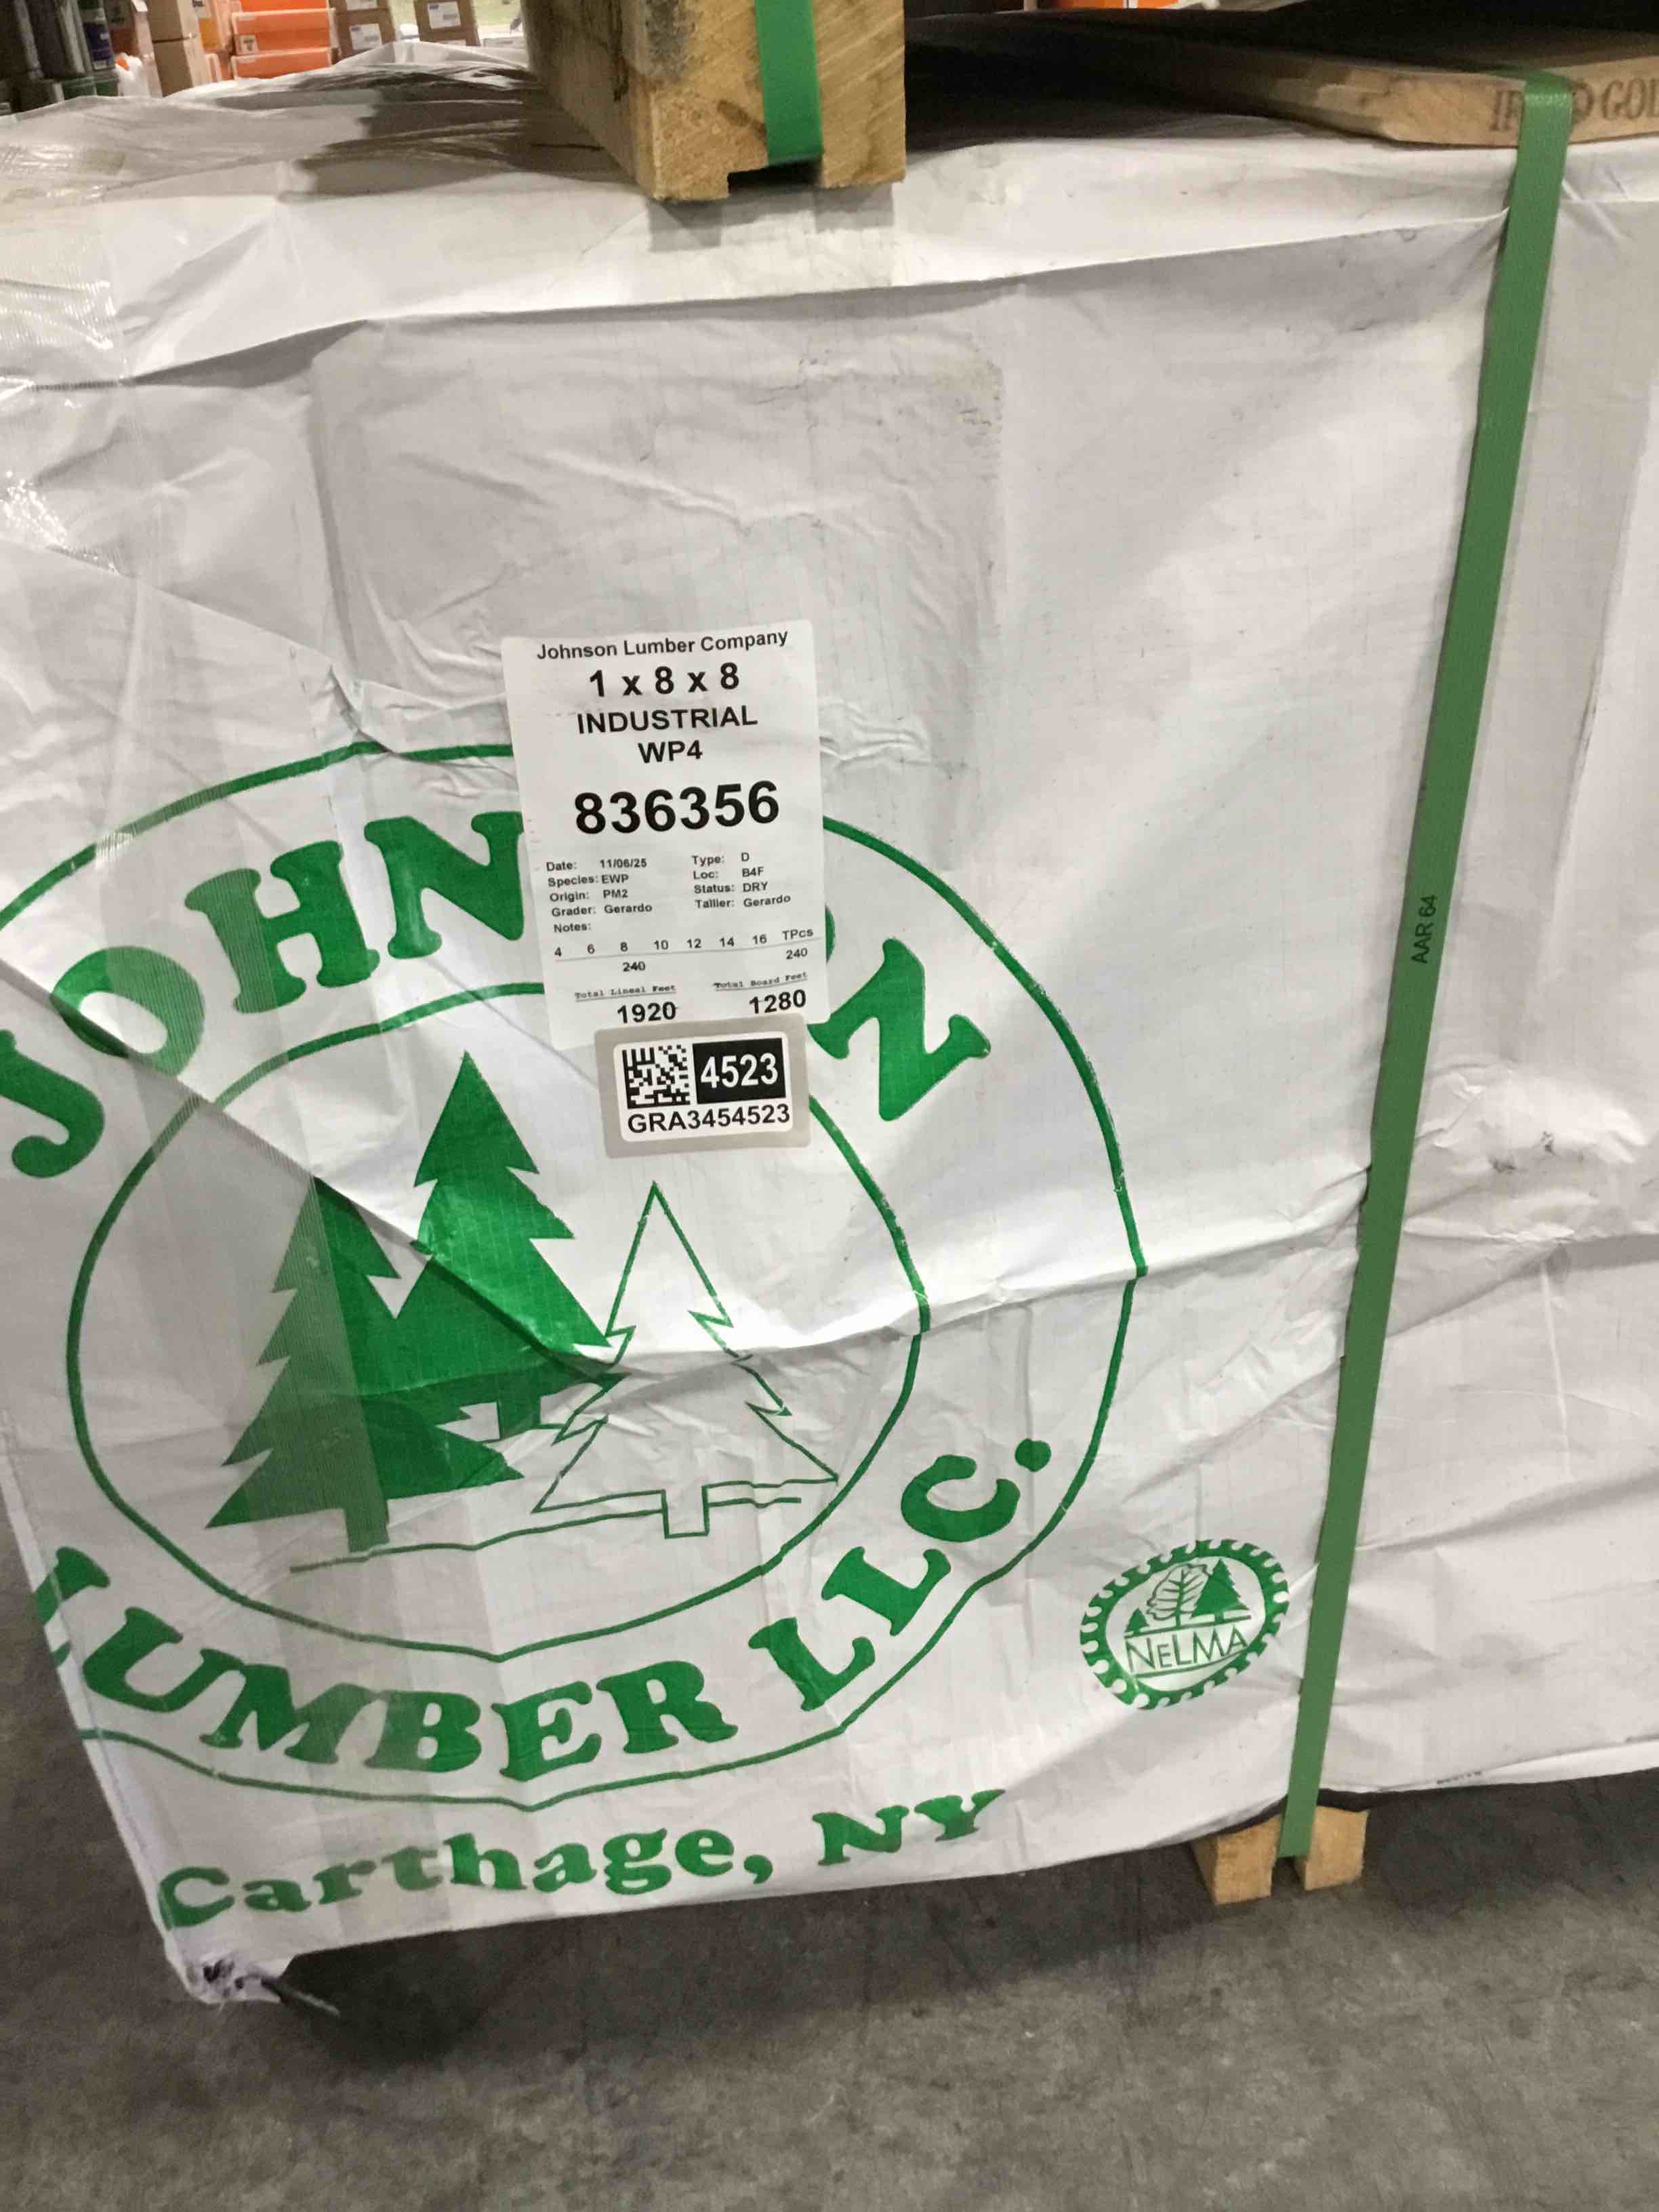 Johnson Lumber Company
1 x 8 x 8
INDUSTRIAL
WP4
836356
Date: 11/06/25 Type: D
Species: EWP Loc: B4F
Origin: PM2 Status: DRY
Grader: Gerardo Tallier: Gerardo
Notes:
4 6 8 10 12 14 16 TPcs
240 240
Total Lineal Feet Total Board Feet
1920 1280
4523
GRA3454523
LUMBER LLC.
Carthage, NY
NELMA
AAR 64